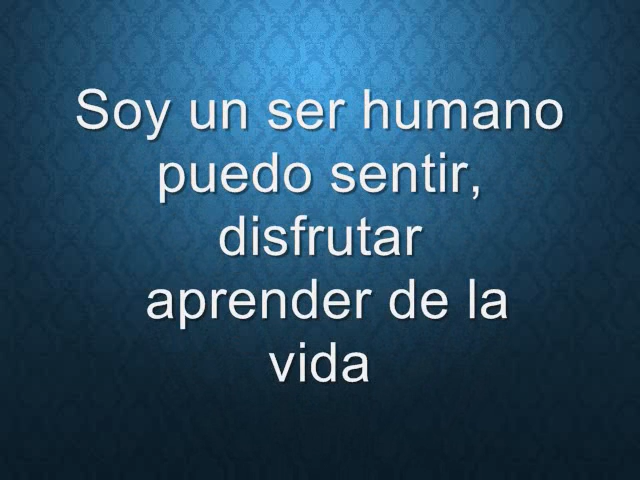 Soy un ser humano
puedo sentir,
disfrutar
aprender de la
vida